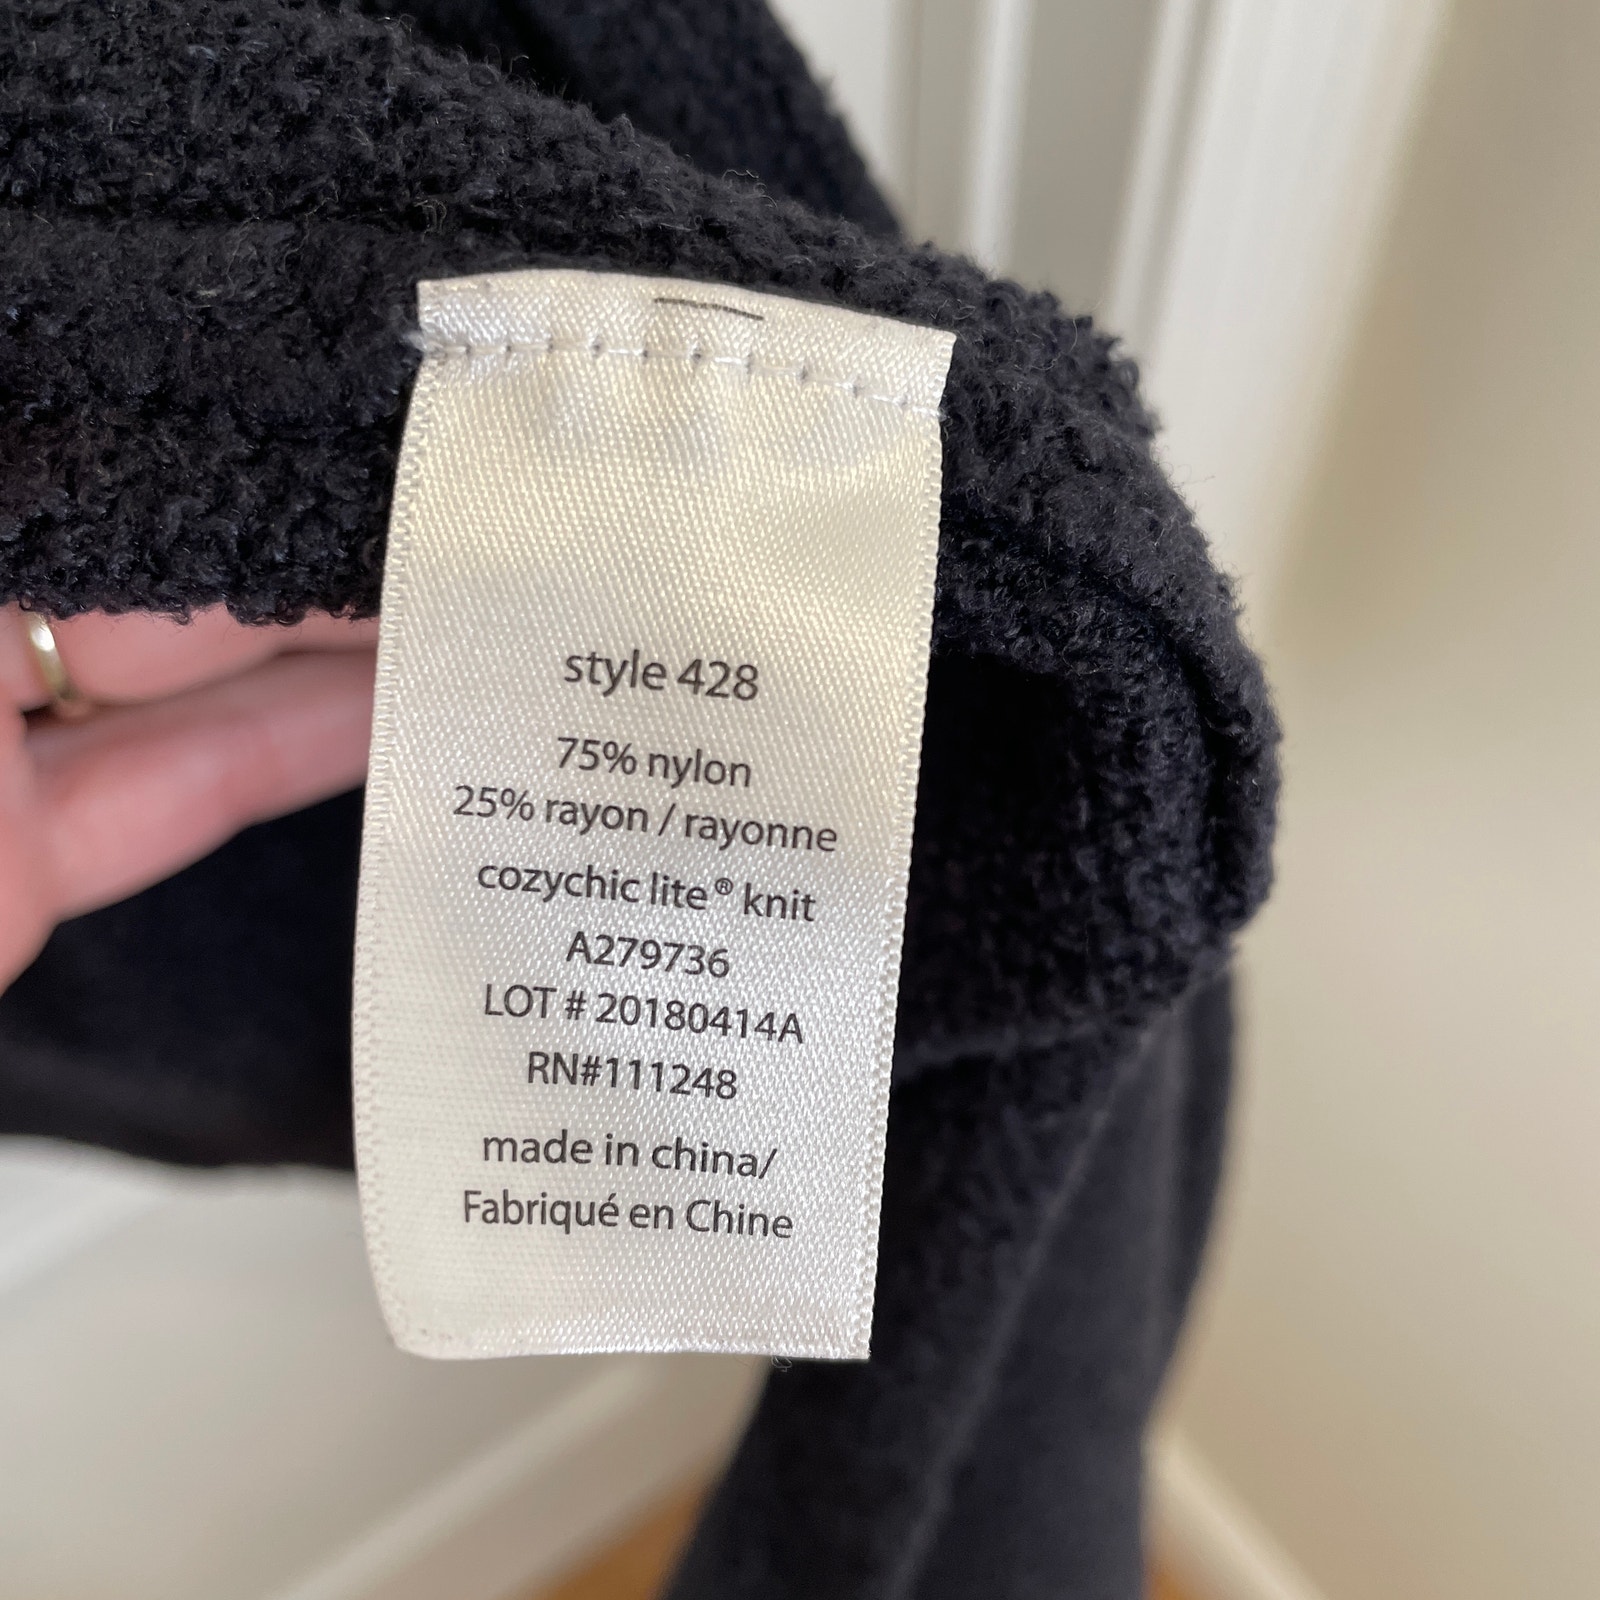 style 428
75% nylon
25% rayon / rayonne
cozychic lite® knit
A279736
LOT # 20180414A
RN#111248
made in china/
Fabriqué en Chine